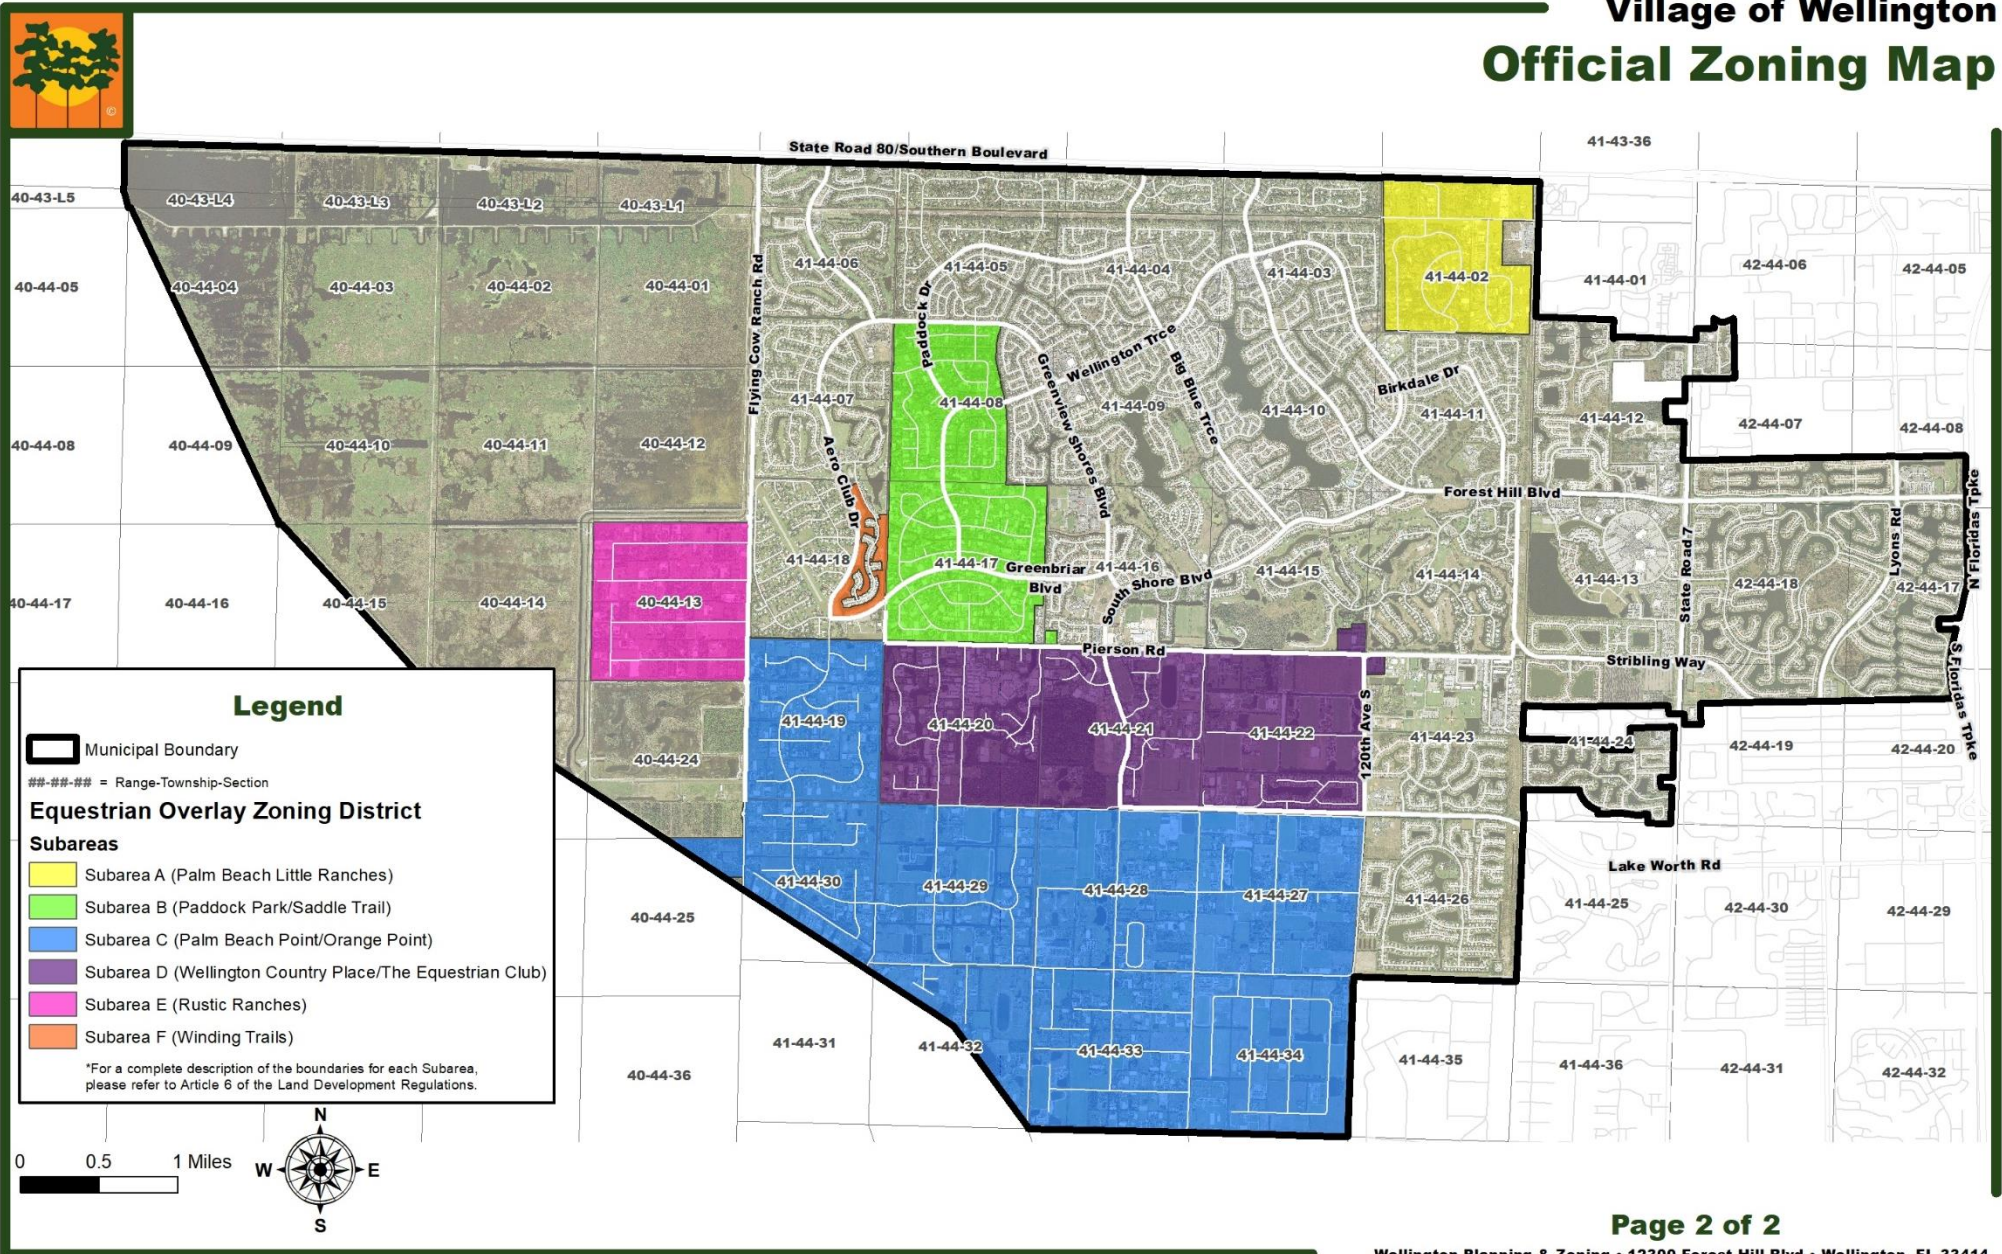 Village of Wellington
Official Zoning Map
©
State Road 80/Southern Boulevard
41-43-36
40-43-L5
40-43-L4
40-43-L3
40-43-L2
40-43-L1
40-44-05
40-44-04
40-44-03
40-44-02
40-44-01
Flying Cow Ranch Rd
41-44-06
41-44-05
41-44-04
41-44-03
41-44-02
41-44-01
42-44-06
42-44-05
Paddock Dr
Greenview Shores Blvd
Wellington Trce
Big Blue Trce
Birkdale Dr
40-44-08
40-44-09
40-44-10
40-44-11
40-44-12
41-44-07
41-44-08
41-44-09
41-44-10
41-44-11
41-44-12
42-44-07
42-44-08
Aero Club Dr
Forest Hill Blvd
N Floridas Tpke
Lyons Rd
State Road 7
40-44-17
40-44-16
40-44-15
40-44-14
40-44-13
41-44-18
41-44-17
Greenbriar
Blvd
41-44-16
South Shore Blvd
41-44-15
41-44-14
41-44-13
42-44-18
42-44-17
Pierson Rd
Stribling Way
S Floridas Tpke
120th Ave S
40-44-24
41-44-19
41-44-20
41-44-21
41-44-22
41-44-23
41-44-24
42-44-19
42-44-20
Lake Worth Rd
40-44-25
41-44-30
41-44-29
41-44-28
41-44-27
41-44-26
41-44-25
42-44-30
42-44-29
40-44-36
41-44-31
41-44-32
41-44-33
41-44-34
41-44-35
41-44-36
42-44-31
42-44-32
Legend
Municipal Boundary
##-##-## = Range-Township-Section
Equestrian Overlay Zoning District
Subareas
Subarea A (Palm Beach Little Ranches)
Subarea B (Paddock Park/Saddle Trail)
Subarea C (Palm Beach Point/Orange Point)
Subarea D (Wellington Country Place/The Equestrian Club)
Subarea E (Rustic Ranches)
Subarea F (Winding Trails)
*For a complete description of the boundaries for each Subarea,
please refer to Article 6 of the Land Development Regulations.
0 0.5 1 Miles
N
W E
S
Page 2 of 2
Wellington Planning & Zoning • 12300 Forest Hill Blvd • Wellington, FL 33414